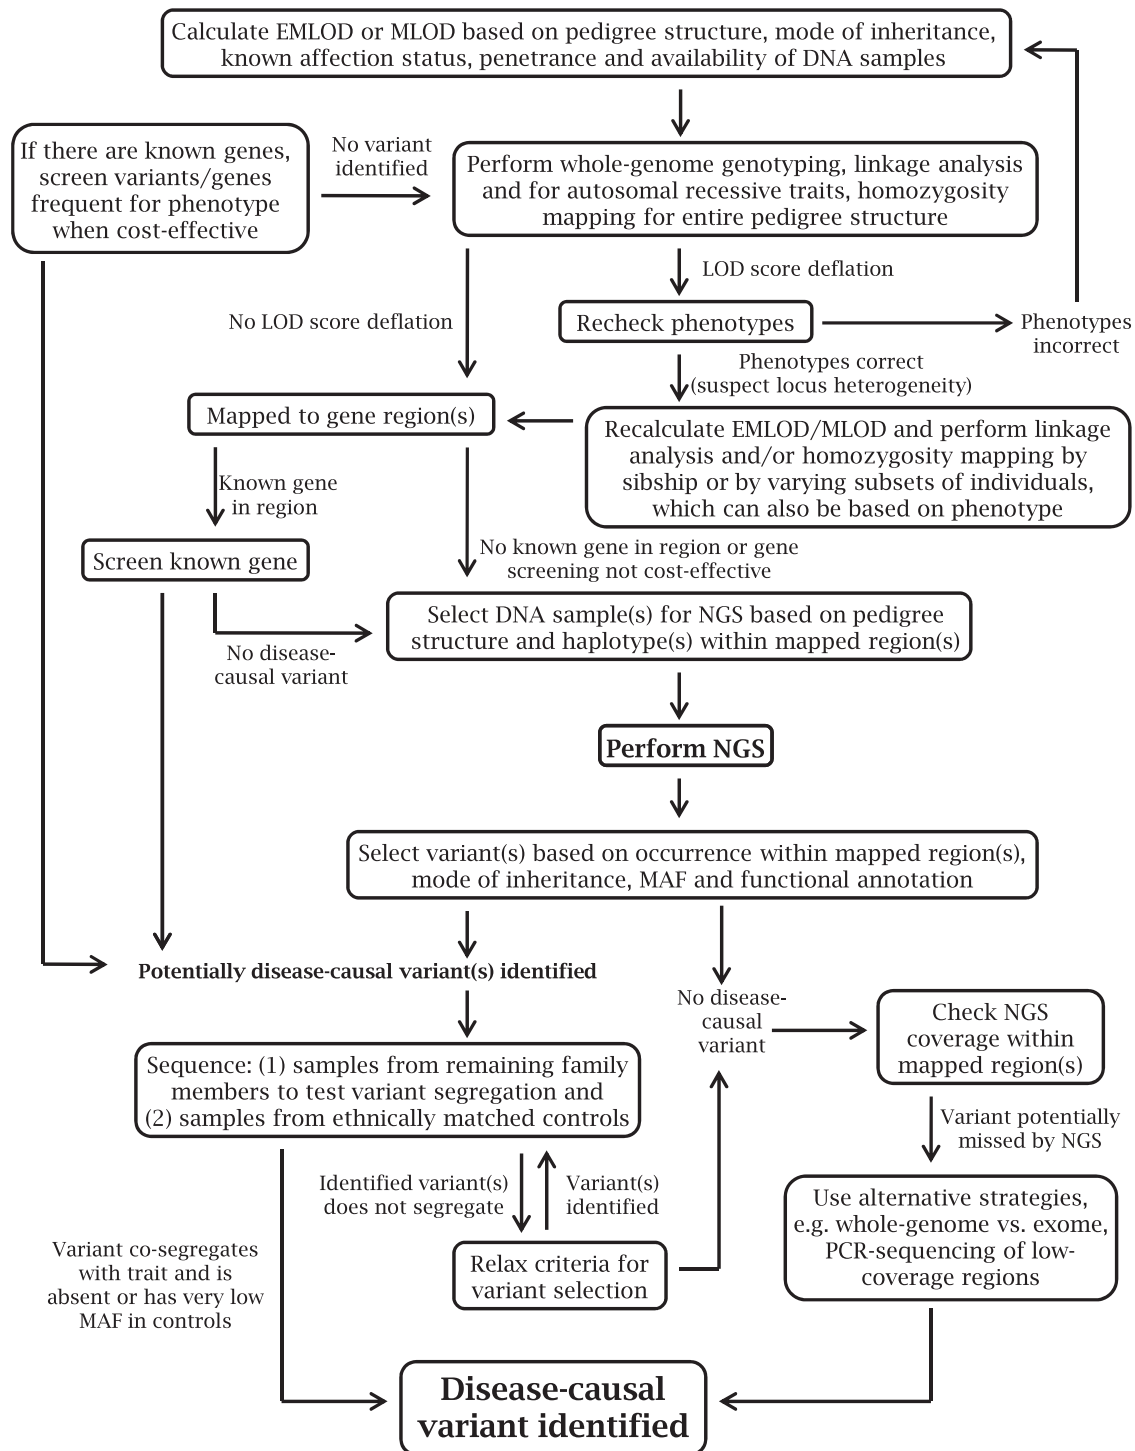 Calculate EMLOD or MLOD based on pedigree structure, mode of inheritance,
known affection status, penetrance and availability of DNA samples
If there are known genes,
screen variants/genes
frequent for phenotype
when cost-effective
No variant
identified
Perform whole-genome genotyping, linkage analysis
and for autosomal recessive traits, homozygosity
mapping for entire pedigree structure
LOD score deflation
No LOD score deflation
Recheck phenotypes
Phenotypes
incorrect
Phenotypes correct
(suspect locus heterogeneity)
Mapped to gene region(s)
Recalculate EMLOD/MLOD and perform linkage
analysis and/or homozygosity mapping by
sibship or by varying subsets of individuals,
which can also be based on phenotype
Known gene
in region
Screen known gene
No known gene in region or gene
screening not cost-effective
Select DNA sample(s) for NGS based on pedigree
structure and haplotype(s) within mapped region(s)
No disease-
causal variant
Perform NGS
Select variant(s) based on occurrence within mapped region(s),
mode of inheritance, MAF and functional annotation
Potentially disease-causal variant(s) identified
No disease-
causal
variant
Check NGS
coverage within
mapped region(s)
Sequence: (1) samples from remaining family
members to test variant segregation and
(2) samples from ethnically matched controls
Variant potentially
missed by NGS
Identified variant(s)
does not segregate
Variant(s)
identified
Use alternative strategies,
e.g. whole-genome vs. exome,
PCR-sequencing of low-
coverage regions
Relax criteria for
variant selection
Variant co-segregates
with trait and is
absent or has very low
MAF in controls
Disease-causal
variant identified